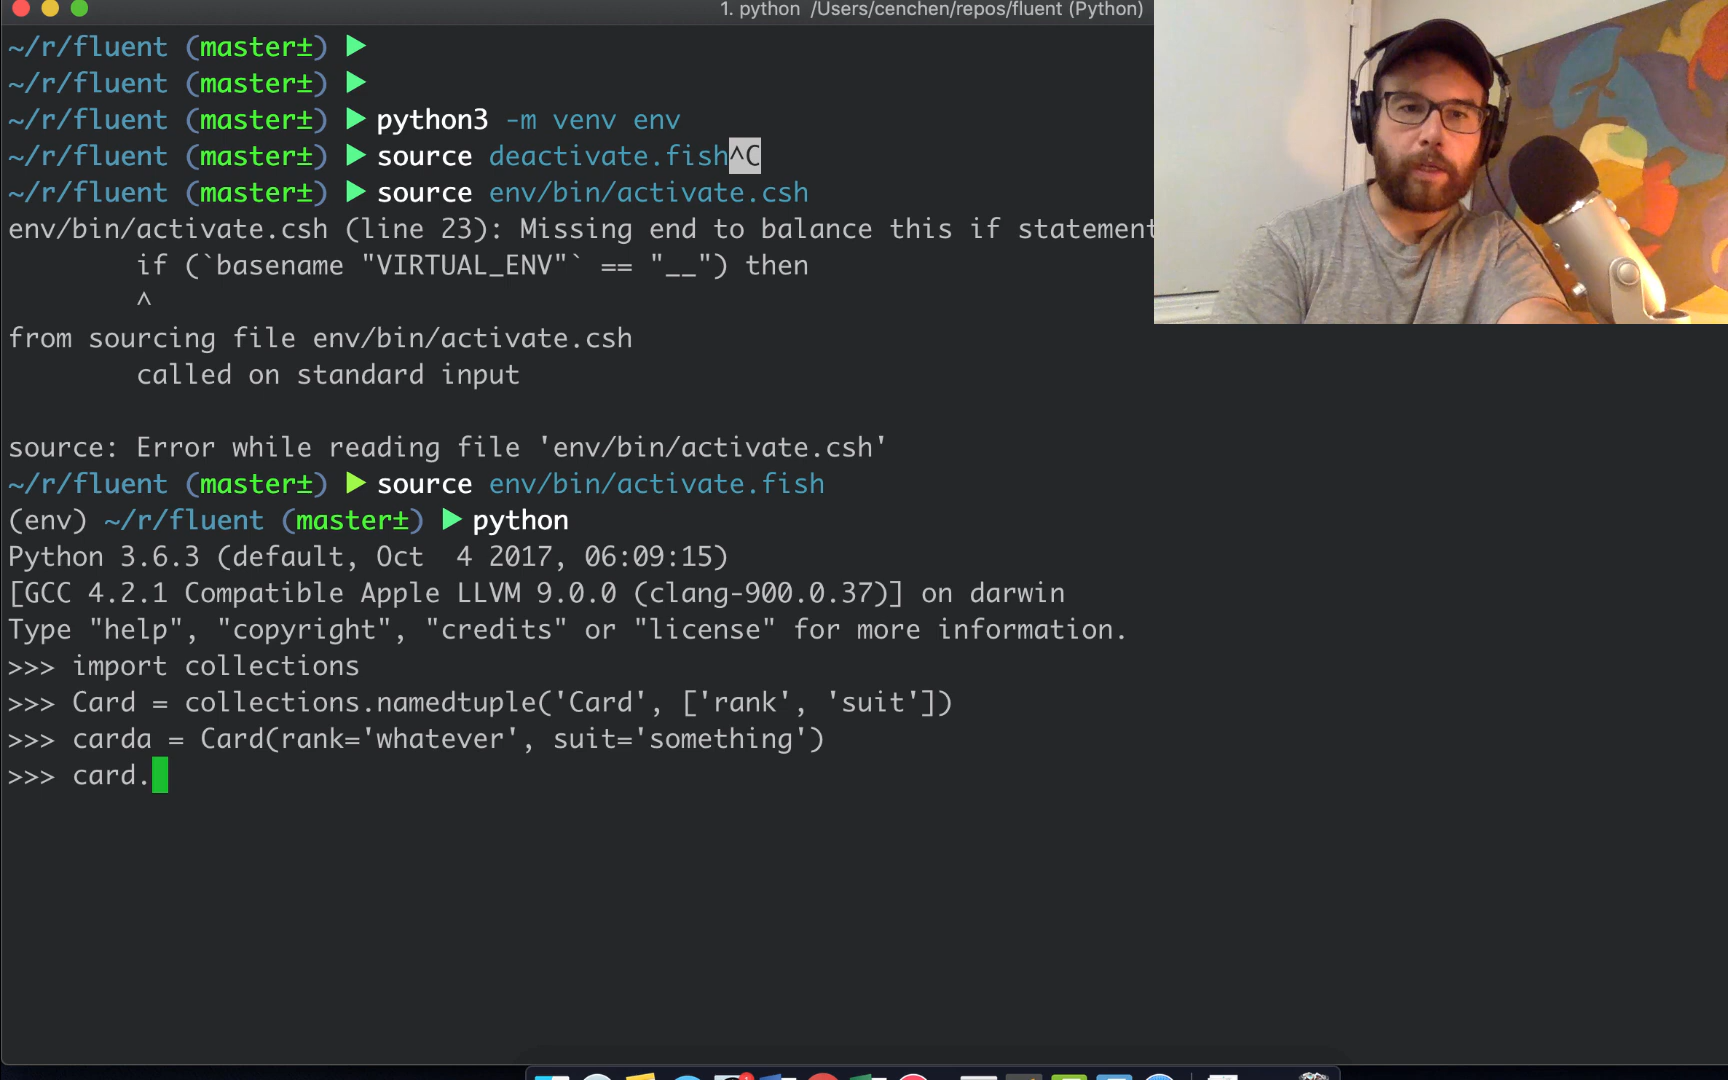 1. python /Users/cenchen/repos/fluent (Python)
~/r/fluent (master±) ▶
~/r/fluent (master±) ▶
~/r/fluent (master±) ▶ python3 -m venv env
~/r/fluent (master±) ▶ source deactivate.fish^C
~/r/fluent (master±) ▶ source env/bin/activate.csh
env/bin/activate.csh (line 23): Missing end to balance this if statement
if (`basename "VIRTUAL_ENV"` == "__") then
^
from sourcing file env/bin/activate.csh
called on standard input
source: Error while reading file 'env/bin/activate.csh'
~/r/fluent (master±) ▶ source env/bin/activate.fish
(env) ~/r/fluent (master±) ▶ python
Python 3.6.3 (default, Oct  4 2017, 06:09:15)
[GCC 4.2.1 Compatible Apple LLVM 9.0.0 (clang-900.0.37)] on darwin
Type "help", "copyright", "credits" or "license" for more information.
>>> import collections
>>> Card = collections.namedtuple('Card', ['rank', 'suit'])
>>> carda = Card(rank='whatever', suit='something')
>>> card.